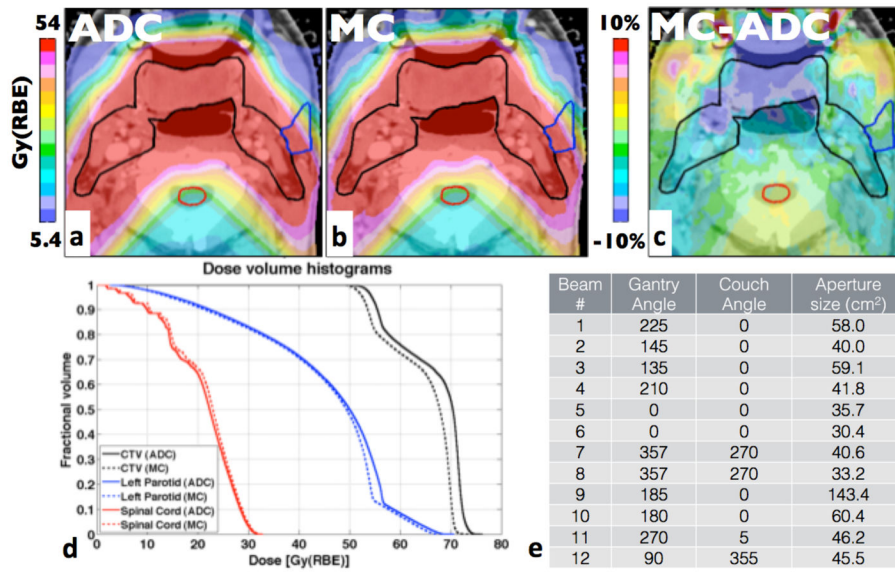 54
Gy(RBE)
5.4
ADC
a
MC
b
10%
-10%
MC-ADC
c
Dose volume histograms
Fractional volume
1
0.9
0.8
0.7
0.6
0.5
0.4
0.3
0.2
0.1
0
CTV (ADC)
CTV (MC)
Left Parotid (ADC)
Left Parotid (MC)
Spinal Cord (ADC)
Spinal Cord (MC)
0 10 20 30 40 50 60 70 80
Dose [Gy(RBE)]
d
Beam # Gantry Angle Couch Angle Aperture size (cm²)
1 225 0 58.0
2 145 0 40.0
3 135 0 59.1
4 210 0 41.8
5 0 0 35.7
6 0 0 30.4
7 357 270 40.6
8 357 270 33.2
9 185 0 143.4
10 180 0 60.4
11 270 5 46.2
12 90 355 45.5
e